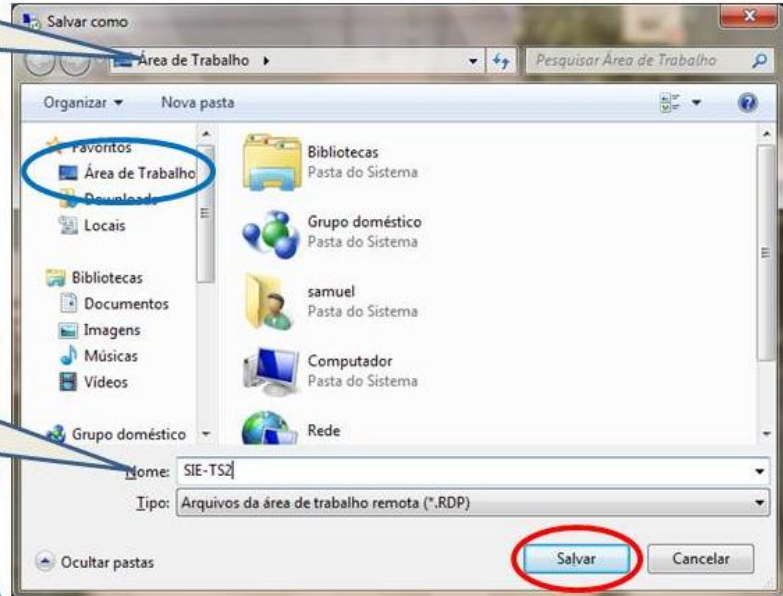 Salvar como
Área de Trabalho
Pesquisar Área de Trabalho
Organizar
Nova pasta
Favoritos
Área de Trabalho
Downloads
Locais
Bibliotecas
Documentos
Imagens
Músicas
Vídeos
Grupo doméstico
Bibliotecas
Pasta do Sistema
Grupo doméstico
Pasta do Sistema
samuel
Pasta do Sistema
Computador
Pasta do Sistema
Rede
Nome: SIE-TS2
Tipo: Arquivos da área de trabalho remota (*.RDP)
Ocultar pastas
Salvar
Cancelar